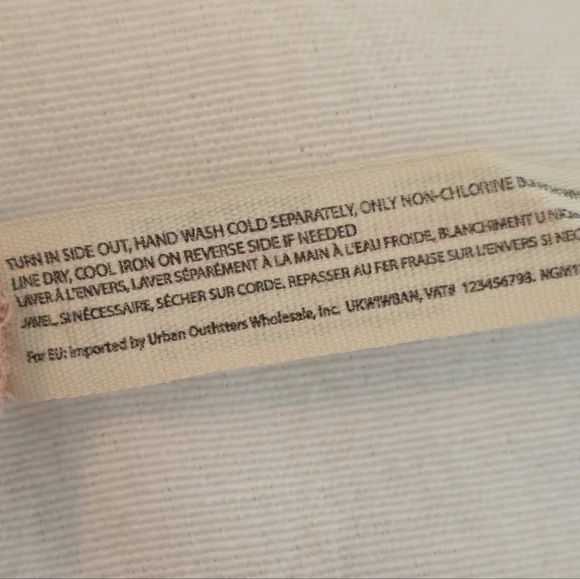 TURN IN SIDE OUT, HAND WASH COLD SEPARATELY, ONLY NON-CHLORINE
LINE DRY, COOL IRON ON REVERSE SIDE IF NEEDED
LAVER À L'ENVERS, LAVER SÉPARÉMENT À LA MAIN À L'EAU FROIDE, BLANCHIMENT
SI NÉCESSAIRE, SÉCHER SUR CORDE, REPASSER AU FER FRAISE SUR L'ENVERS SI
For EU: imported by Urban Outfitters Wholesale, Inc. VAT# 123456793.